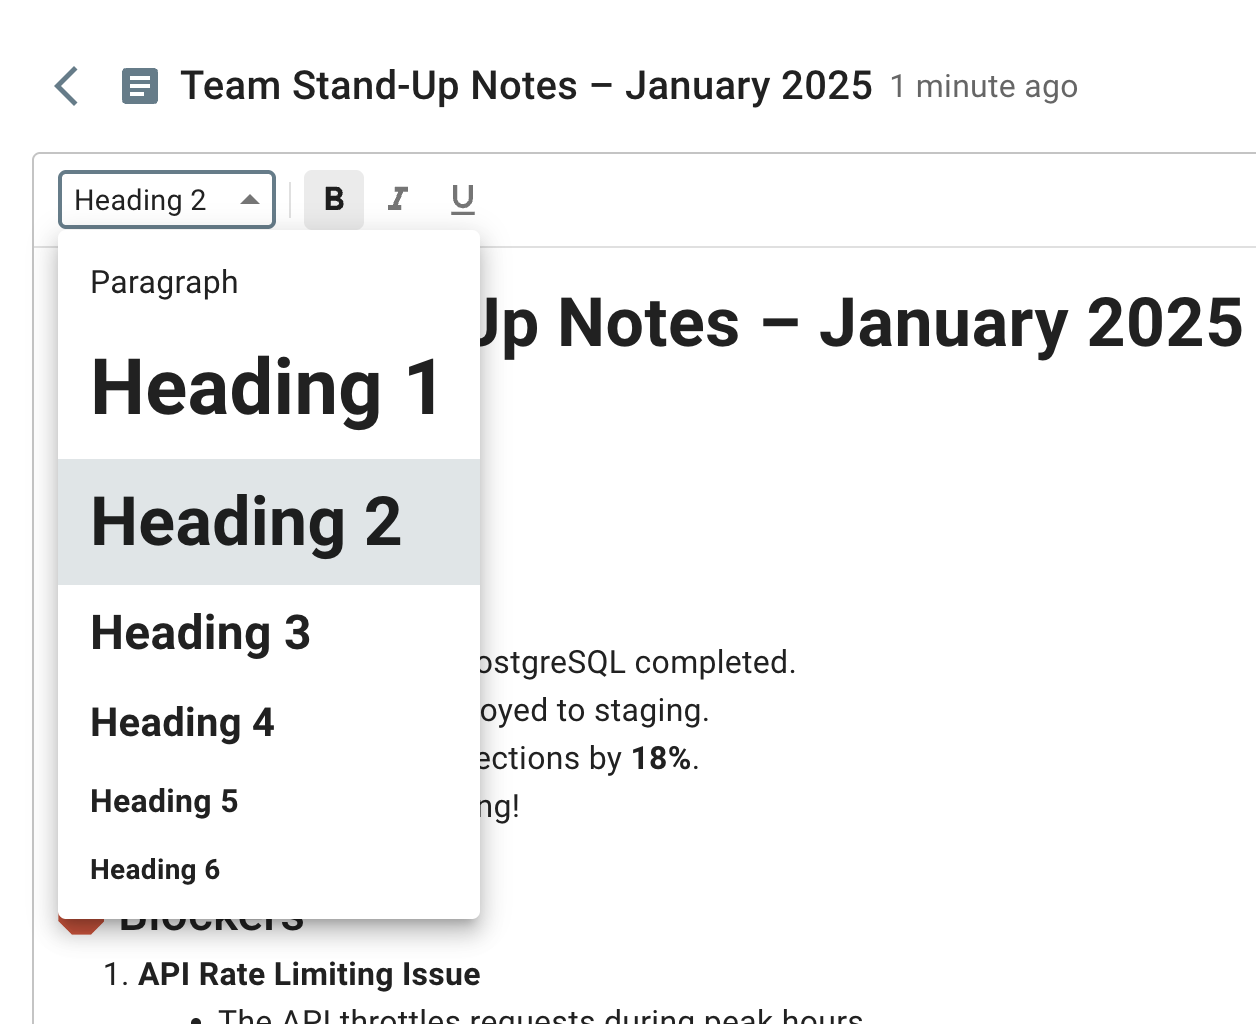 Team Stand-Up Notes – January 2025 1 minute ago
Heading 2 B I U
Paragraph
Heading 1
Heading 2
Heading 3
Heading 4
Heading 5
Heading 6
Up Notes – January 2025
ostgreSQL completed.
oyed to staging.
ections by 18%.
ng!
Blockers
1. API Rate Limiting Issue
• The API throttles requests during peak hours